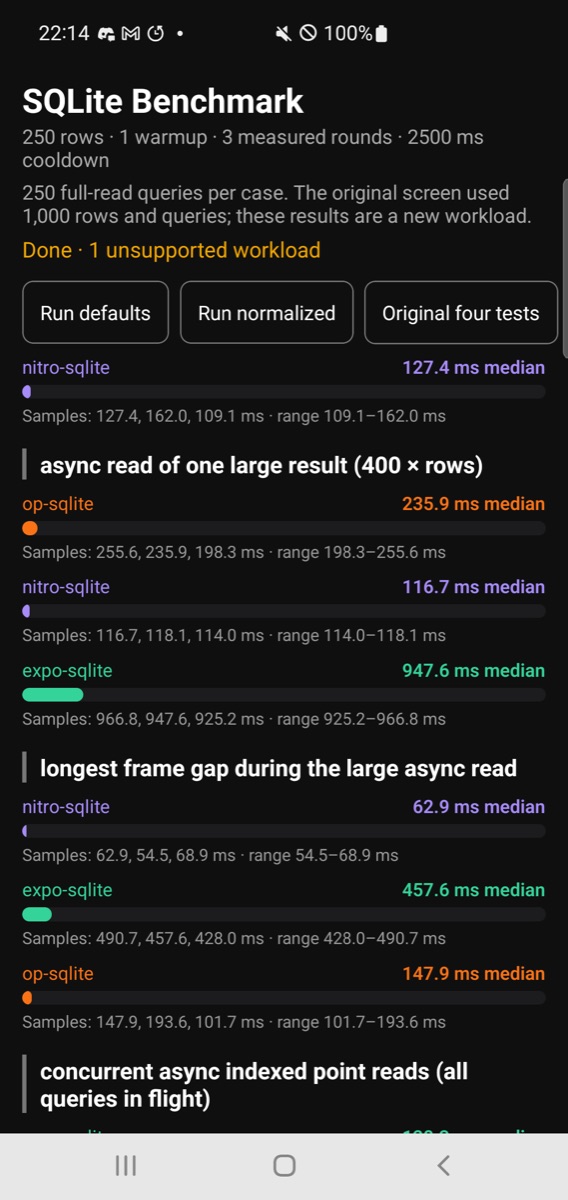 22:14
100%
SQLite Benchmark
250 rows · 1 warmup · 3 measured rounds · 2500 ms
cooldown
250 full-read queries per case. The original screen used
1,000 rows and queries; these results are a new workload.
Done · 1 unsupported workload
Run defaults
Run normalized
Original four tests
nitro-sqlite 127.4 ms median
Samples: 127.4, 162.0, 109.1 ms · range 109.1–162.0 ms
async read of one large result (400 × rows)
op-sqlite 235.9 ms median
Samples: 255.6, 235.9, 198.3 ms · range 198.3–255.6 ms
nitro-sqlite 116.7 ms median
Samples: 116.7, 118.1, 114.0 ms · range 114.0–118.1 ms
expo-sqlite 947.6 ms median
Samples: 966.8, 947.6, 925.2 ms · range 925.2–966.8 ms
longest frame gap during the large async read
nitro-sqlite 62.9 ms median
Samples: 62.9, 54.5, 68.9 ms · range 54.5–68.9 ms
expo-sqlite 457.6 ms median
Samples: 490.7, 457.6, 428.0 ms · range 428.0–490.7 ms
op-sqlite 147.9 ms median
Samples: 147.9, 193.6, 101.7 ms · range 101.7–193.6 ms
concurrent async indexed point reads (all
queries in flight)